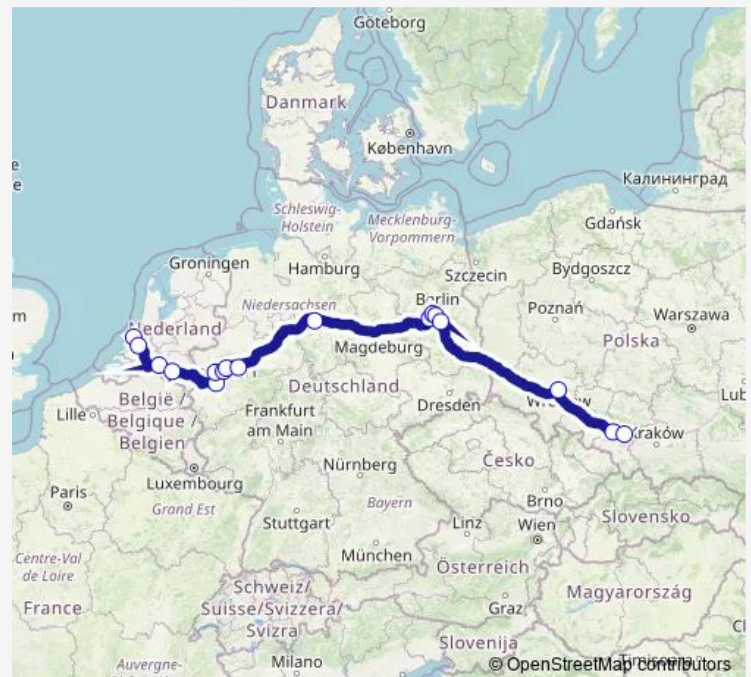 Göteborg
Danmark
København
Калининград
Schleswig-
Holstein
Mecklenburg-
Vorpommern
Gdańsk
Groningen
Hamburg
Szczecin
Bydgoszcz
Niedersachsen
Berlin
Poznań
Warszawa
Nederland
Magdeburg
Polska
België /
Belgique /
Belgien
Lille
Deutschland
Dresden
Frankfurt
am Main
Kraków
Luxembourg
Nürnberg
Česko
Paris
Grand Est
Bayern
Brno
Slovensko
Stuttgart
Linz
Wien
München
Centre-Val
de Loire
Österreich
France
Schweiz/
Suisse/Svizzera/
Svizra
Magyarország
Graz
Slovenija
Auvergne-
Milano
© OpenStreetMap contributors